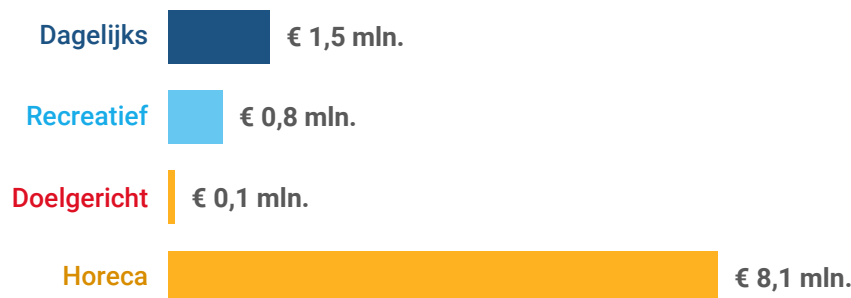 Dagelijks € 1,5 mln.
Recreatief € 0,8 mln.
Doelgericht € 0,1 mln.
Horeca € 8,1 mln.